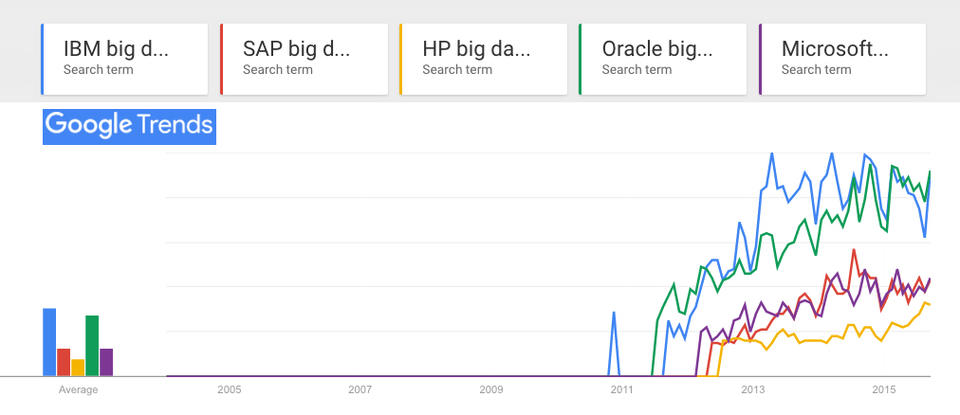 IBM big d... SAP big d... HP big da... Oracle big... Microsoft...
Search term Search term Search term Search term Search term
Google Trends
Average 2005 2007 2009 2011 2013 2015